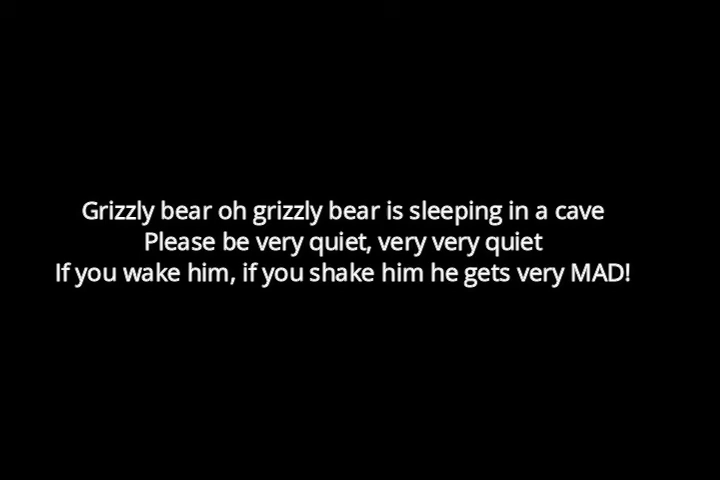 Grizzly bear oh grizzly bear is sleeping in a cave
Please be very quiet, very very quiet
If you wake him, if you shake him he gets very MAD!